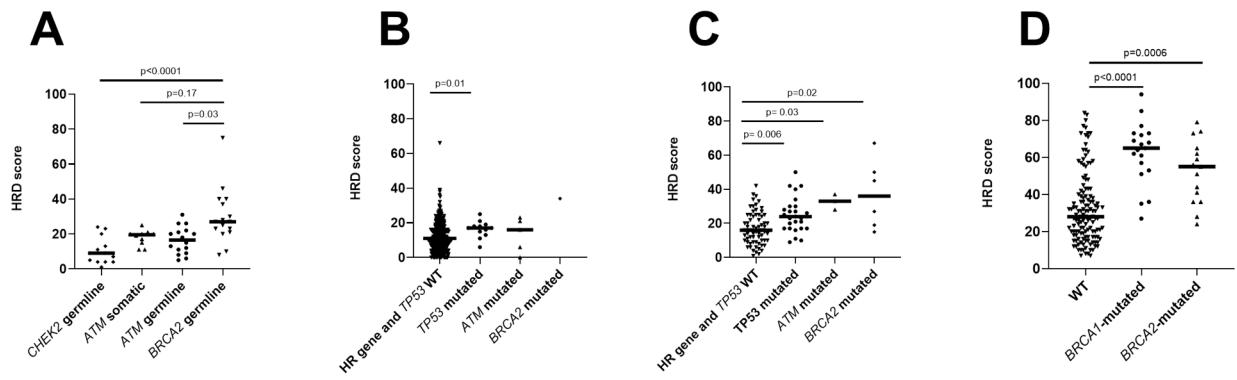 A
p<0.0001
p=0.17
p=0.03
HRD score
100
80
60
40
20
0
CHEK2 germline
ATM somatic
ATM germline
BRCA2 germline
B
p=0.01
HRD score
100
80
60
40
20
0
HR gene and TP53 WT
TP53 mutated
ATM mutated
BRCA2 mutated
C
p=0.02
p= 0.03
p= 0.006
HRD score
100
80
60
40
20
0
HR gene and TP53 WT
TP53 mutated
ATM mutated
BRCA2 mutated
D
p=0.0006
p<0.0001
HRD score
100
80
60
40
20
0
WT
BRCA1-mutated
BRCA2-mutated